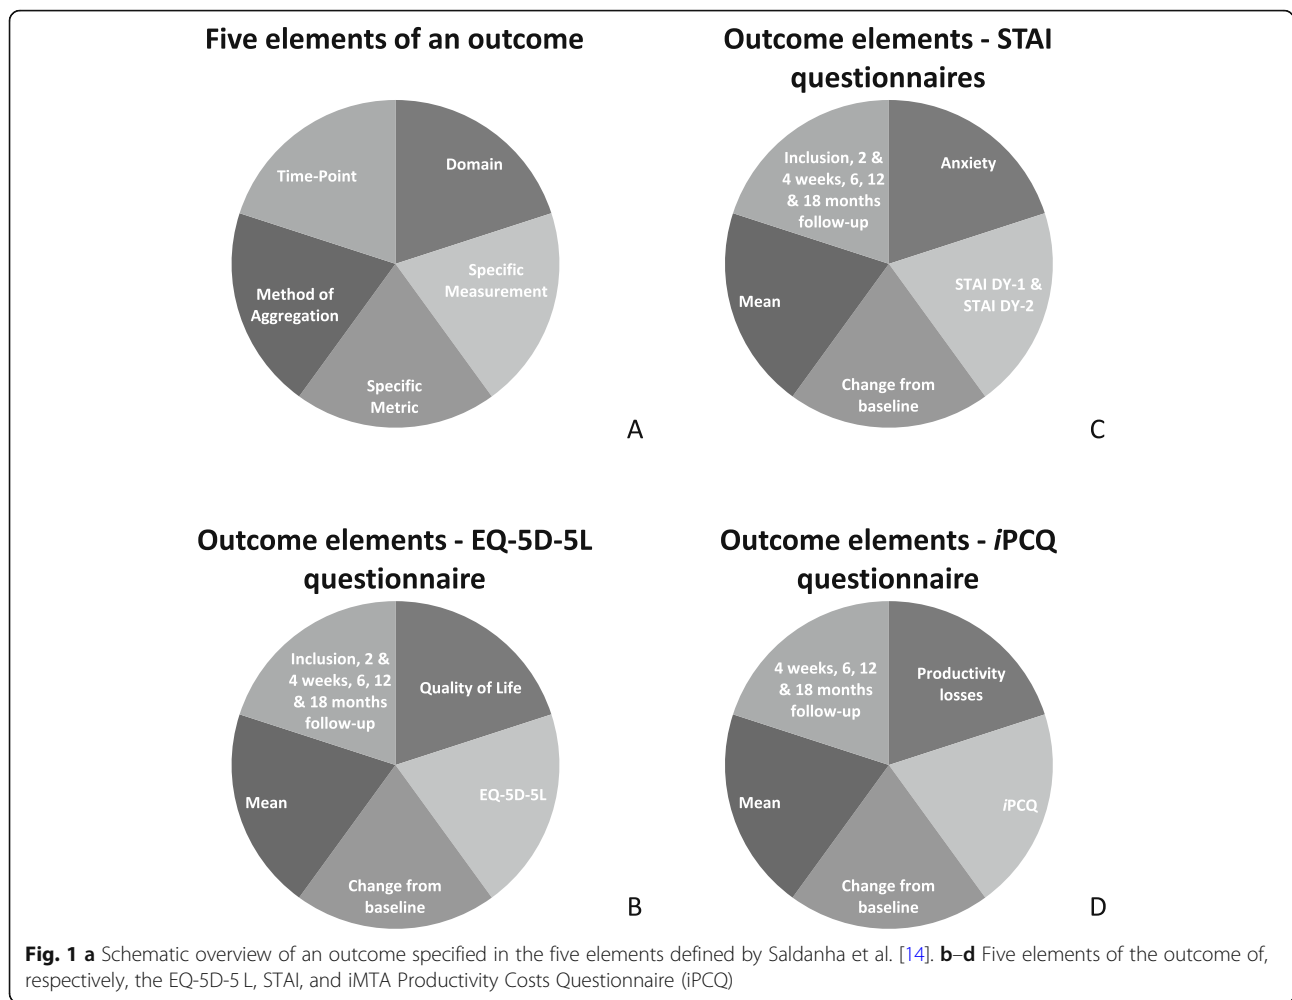 Five elements of an outcome
Time-Point
Domain
Specific
Measurement
Method of
Aggregation
Specific
Metric
A
Outcome elements - STAI
questionnaires
Inclusion, 2 &
4 weeks, 6, 12
& 18 months
follow-up
Anxiety
STAI DY-1 &
STAI DY-2
Mean
Change from
baseline
C
Outcome elements - EQ-5D-5L
questionnaire
Inclusion, 2 &
4 weeks, 6, 12
& 18 months
follow-up
Quality of Life
EQ-5D-5L
Mean
Change from
baseline
B
Outcome elements - iPCQ
questionnaire
4 weeks, 6, 12
& 18 months
follow-up
Productivity
losses
iPCQ
Mean
Change from
baseline
D
Fig. 1 a Schematic overview of an outcome specified in the five elements defined by Saldanha et al. [14]. b–d Five elements of the outcome of,
respectively, the EQ-5D-5 L, STAI, and iMTA Productivity Costs Questionnaire (iPCQ)